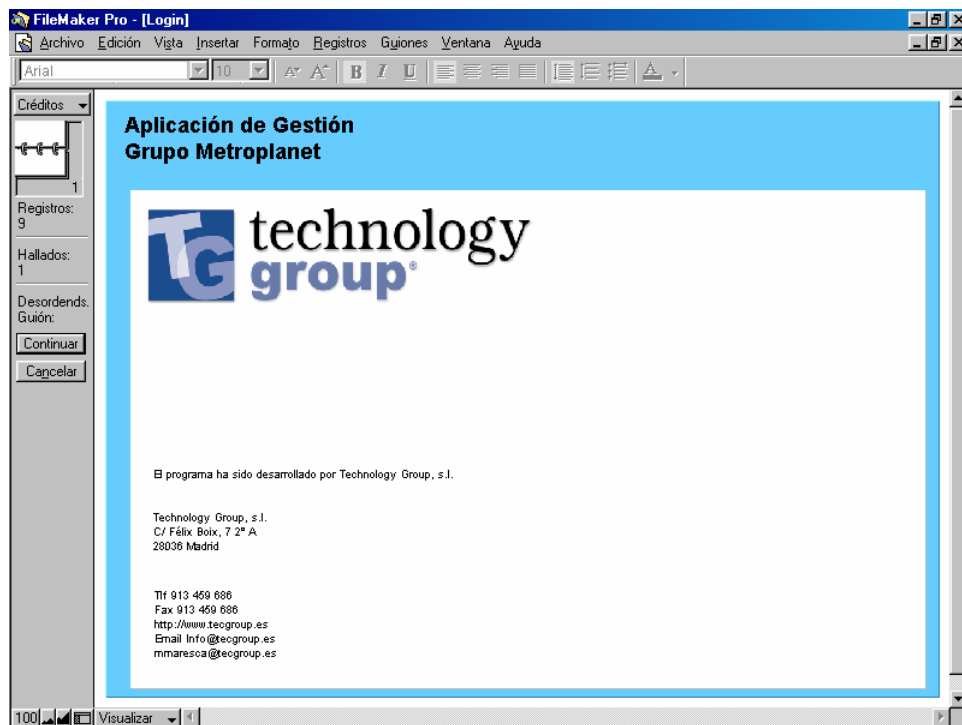 FileMaker Pro - [Login]
Archivo Edición Vista Insertar Formato Registros Guiones Ventana Ayuda
Arial 10 B I U A
Créditos
1
Registros:
9
Hallados:
1
Desordends.
Guión:
Continuar
Cancelar
Aplicación de Gestión
Grupo Metroplanet
TG
technology
group®
El programa ha sido desarrollado por Technology Group, s.l.
Technology Group, s.l.
C/ Félix Boix, 7 2º A
28036 Madrid
Tlf 913 459 686
Fax 913 459 686
http://www.tecgroup.es
Email Info@tecgroup.es
mmaresca@tecgroup.es
100 Visualizar